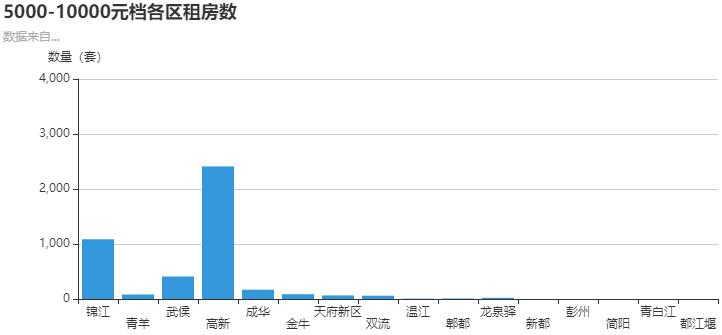 5000-10000元档各区租房数
数据来自...
数量（套）
4,000
3,000
2,000
1,000
0
锦江
青羊
武侯
高新
成华
金牛
天府新区
双流
温江
郫都
龙泉驿
新都
彭州
简阳
青白江
都江堰